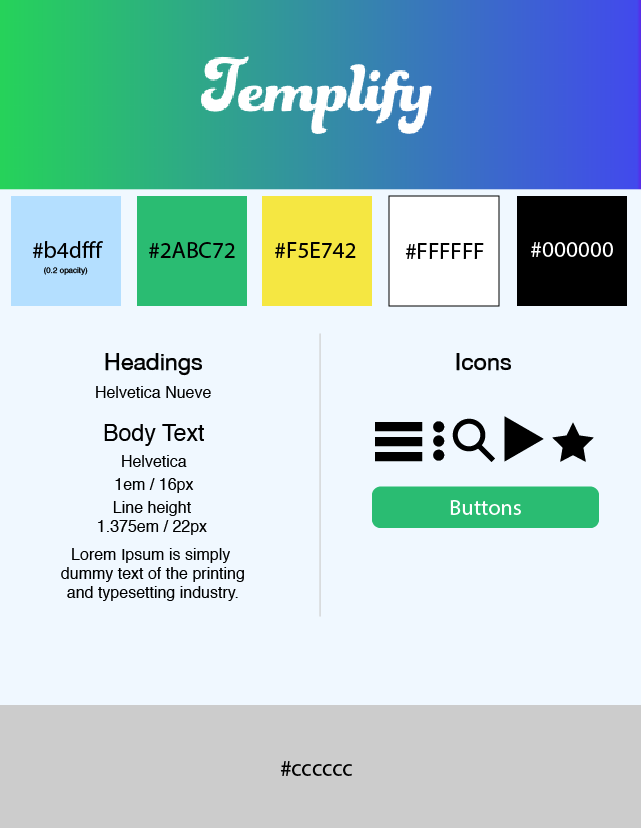 Templify
#b4dfff
(0.2 opacity)
#2ABC72
#F5E742
#FFFFFF
#000000
Headings
Helvetica Nueve
Body Text
Helvetica
1em / 16px
Line height
1.375em / 22px
Lorem Ipsum is simply
dummy text of the printing
and typesetting industry.
Icons
Buttons
#cccccc